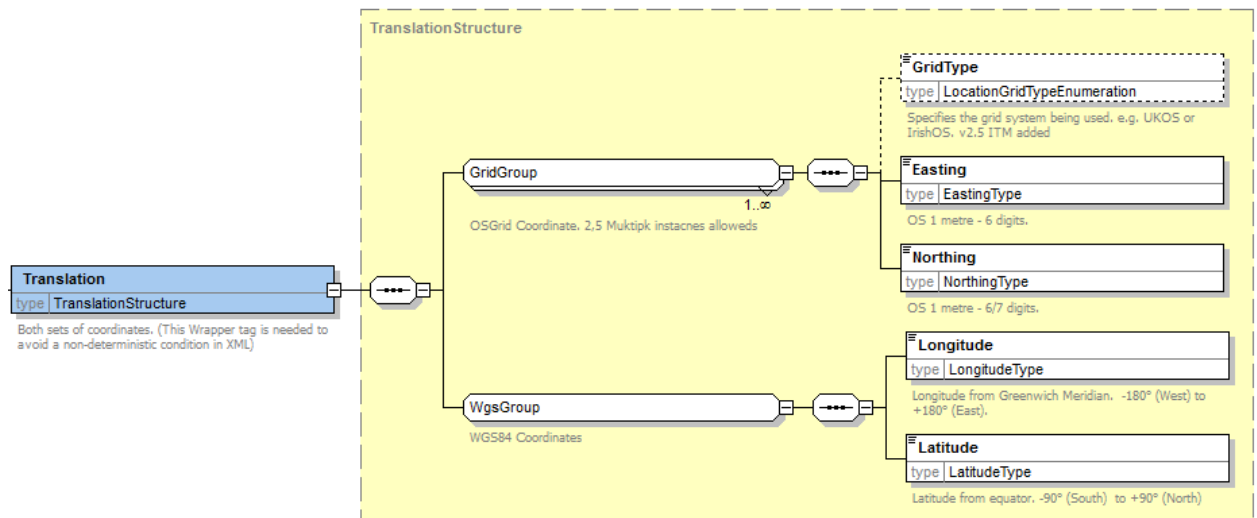 TranslationStructure
GridType
type LocationGridTypeEnumeration
Specifies the grid system being used. e.g. UKOS or
IrishOS. v2.5 ITM added
GridGroup
1..∞
OSGrid Coordinate. 2,5 Muktipk instacnes alloweds
Easting
type EastingType
OS 1 metre - 6 digits.
Northing
type NorthingType
OS 1 metre - 6/7 digits.
Translation
type TranslationStructure
Both sets of coordinates. (This Wrapper tag is needed to
avoid a non-deterministic condition in XML)
Longitude
type LongitudeType
Longitude from Greenwich Meridian. -180° (West) to
+180° (East).
WgsGroup
WGS84 Coordinates
Latitude
type LatitudeType
Latitude from equator. -90° (South) to +90° (North)